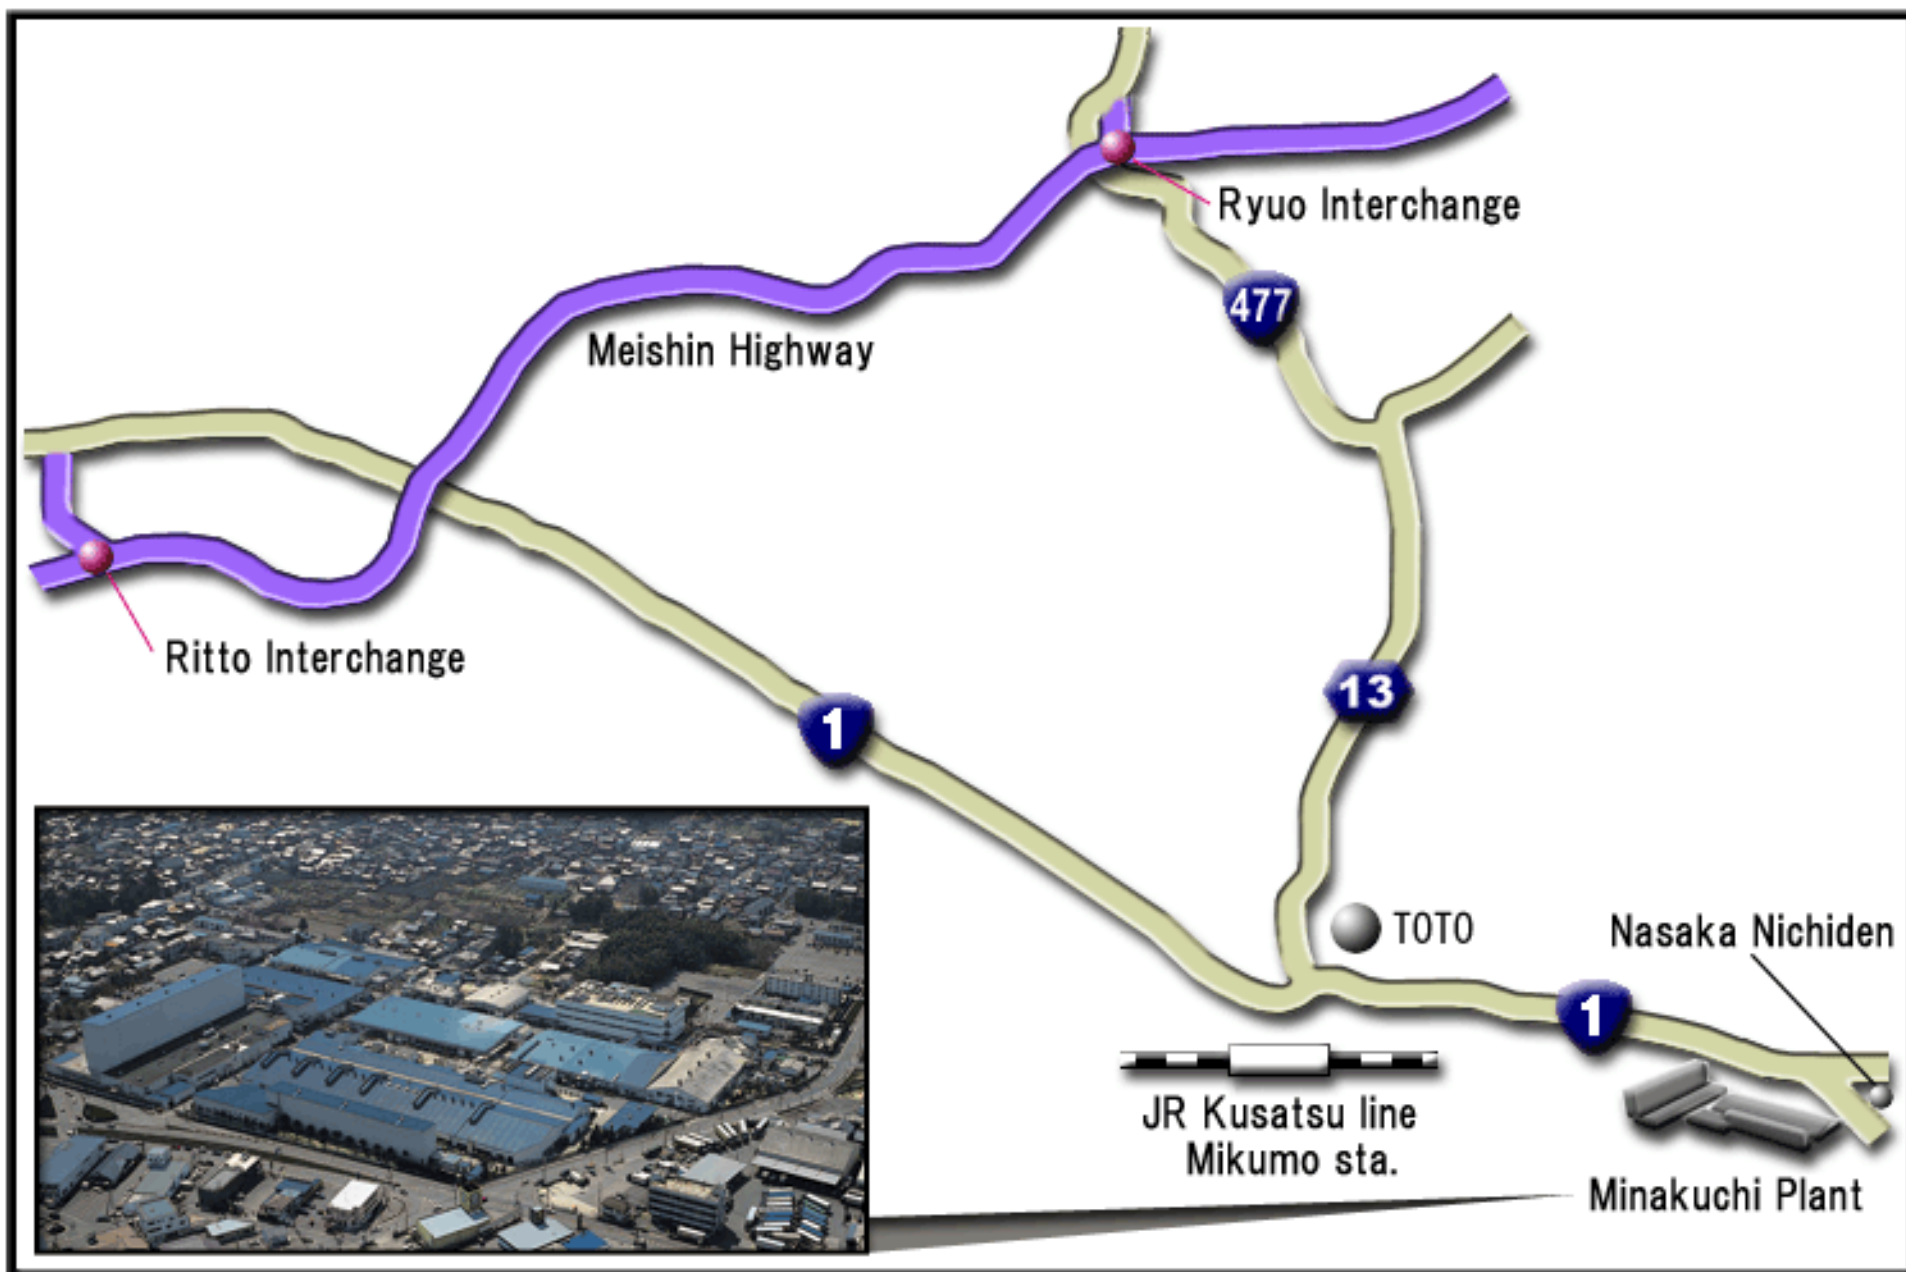 Ryuo Interchange
477
Meishin Highway
Ritto Interchange
13
1
TOTO
Nasaka Nichiden
1
JR Kusatsu line
Mikumo sta.
Minakuchi Plant